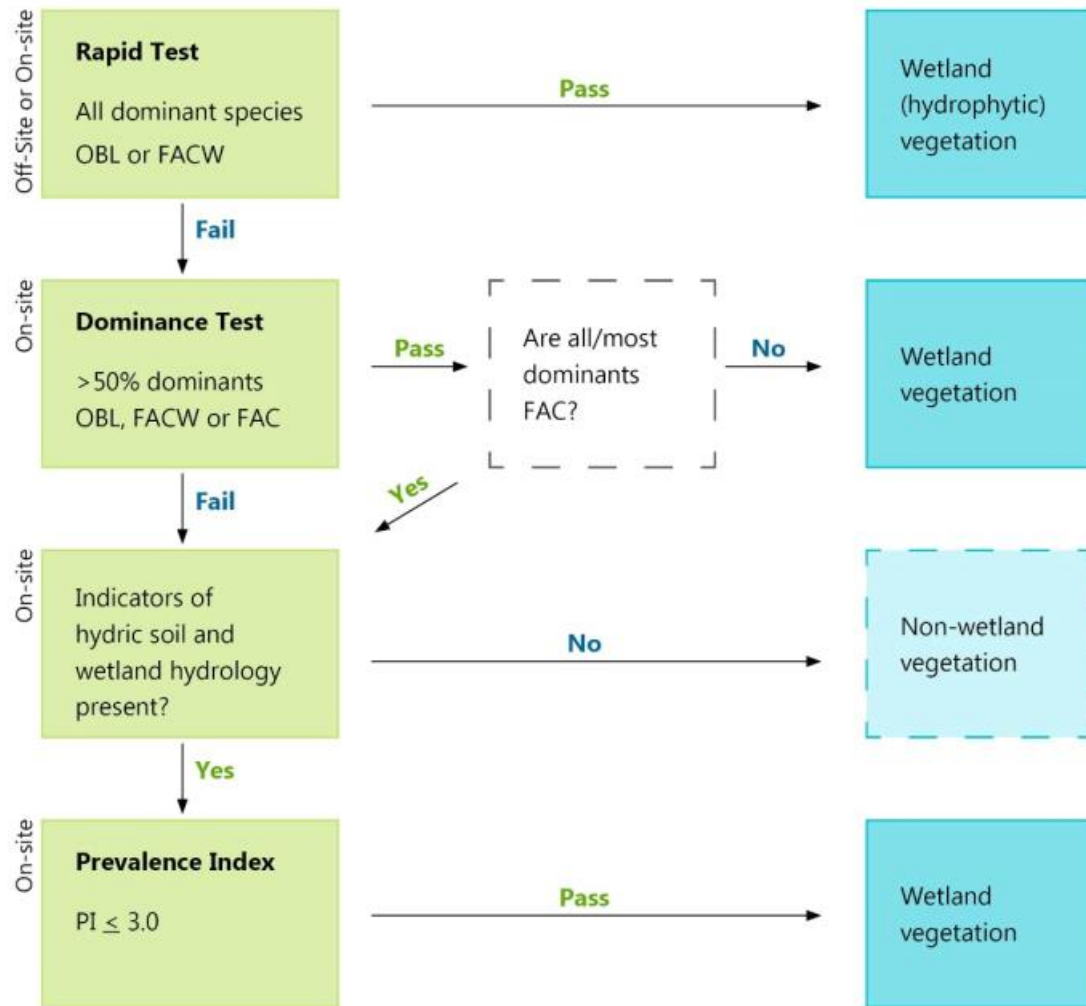 Off-Site or On-site
Rapid Test
All dominant species
OBL or FACW
Pass
Wetland
(hydrophytic)
vegetation
Fail
On-site
Dominance Test
>50% dominants
OBL, FACW or FAC
Pass
Are all/most
dominants
FAC?
No
Wetland
vegetation
Fail
Yes
On-site
Indicators of
hydric soil and
wetland hydrology
present?
No
Non-wetland
vegetation
Yes
On-site
Prevalence Index
PI ≤ 3.0
Pass
Wetland
vegetation